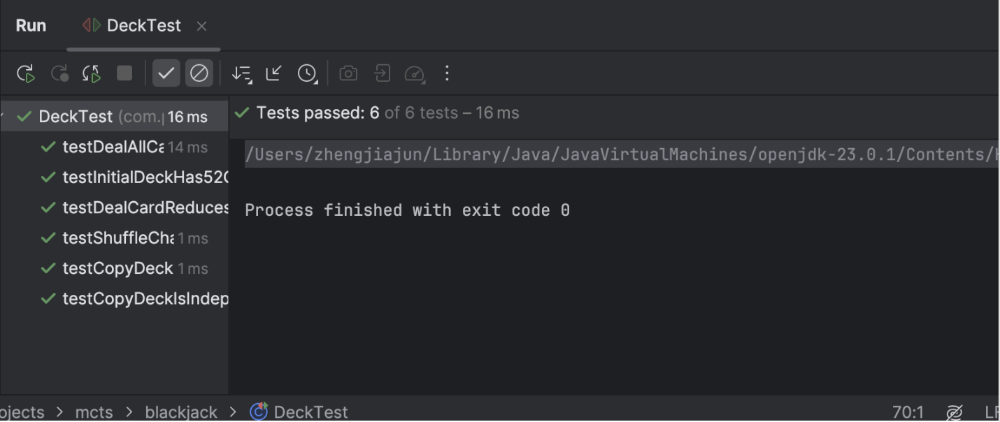 Run DeckTest
DeckTest (com.p 16 ms
Tests passed: 6 of 6 tests – 16 ms
testDealAllCa 14 ms
/Users/zhengjiajun/Library/Java/JavaVirtualMachines/openjdk-23.0.1/Contents/H
testInitialDeckHas52C
testDealCardReduces
Process finished with exit code 0
testShuffleCha 1 ms
testCopyDeck 1 ms
testCopyDeckIsIndep
ojects > mcts > blackjack > DeckTest 70:1 LF